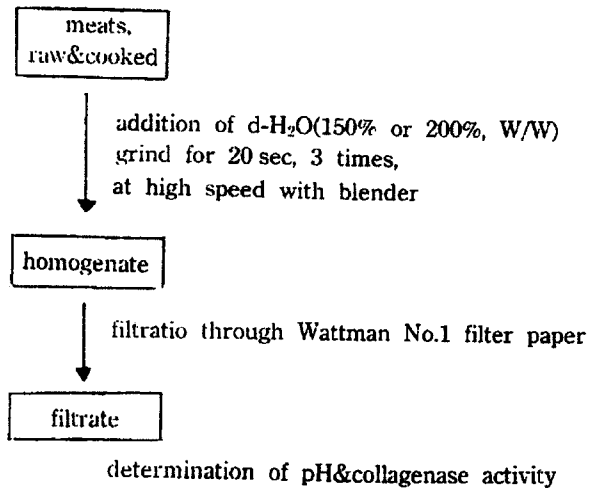 meats,
raw&cooked
addition of d-H₂O(150% or 200%, W/W)
grind for 20 sec, 3 times,
at high speed with blender
homogenate
filtratio through Wattman No.1 filter paper
filtrate
determination of pH&collagenase activity